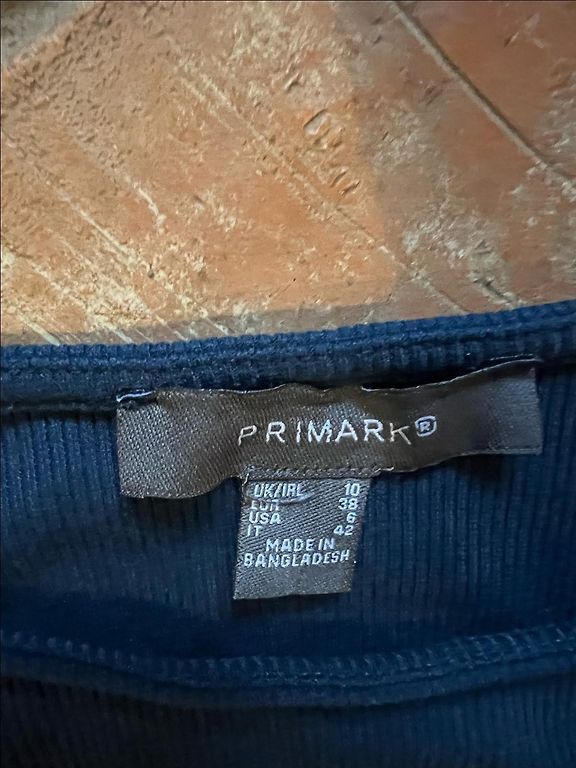 PRIMARK®
UK/IRL 10
EUR 38
USA 6
IT 42
MADE IN
BANGLADESH